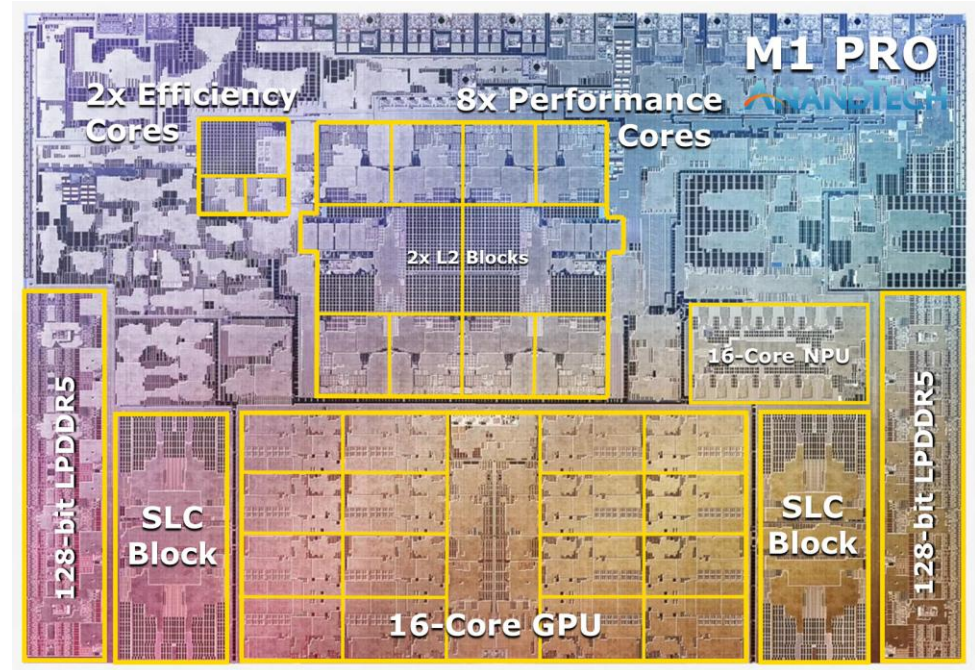 M1 PRO
ANANDTECH
2x Efficiency
Cores
8x Performance
Cores
2x L2 Blocks
16-Core NPU
128-bit LPDDR5
SLC
Block
16-Core GPU
SLC
Block
128-bit LPDDR5